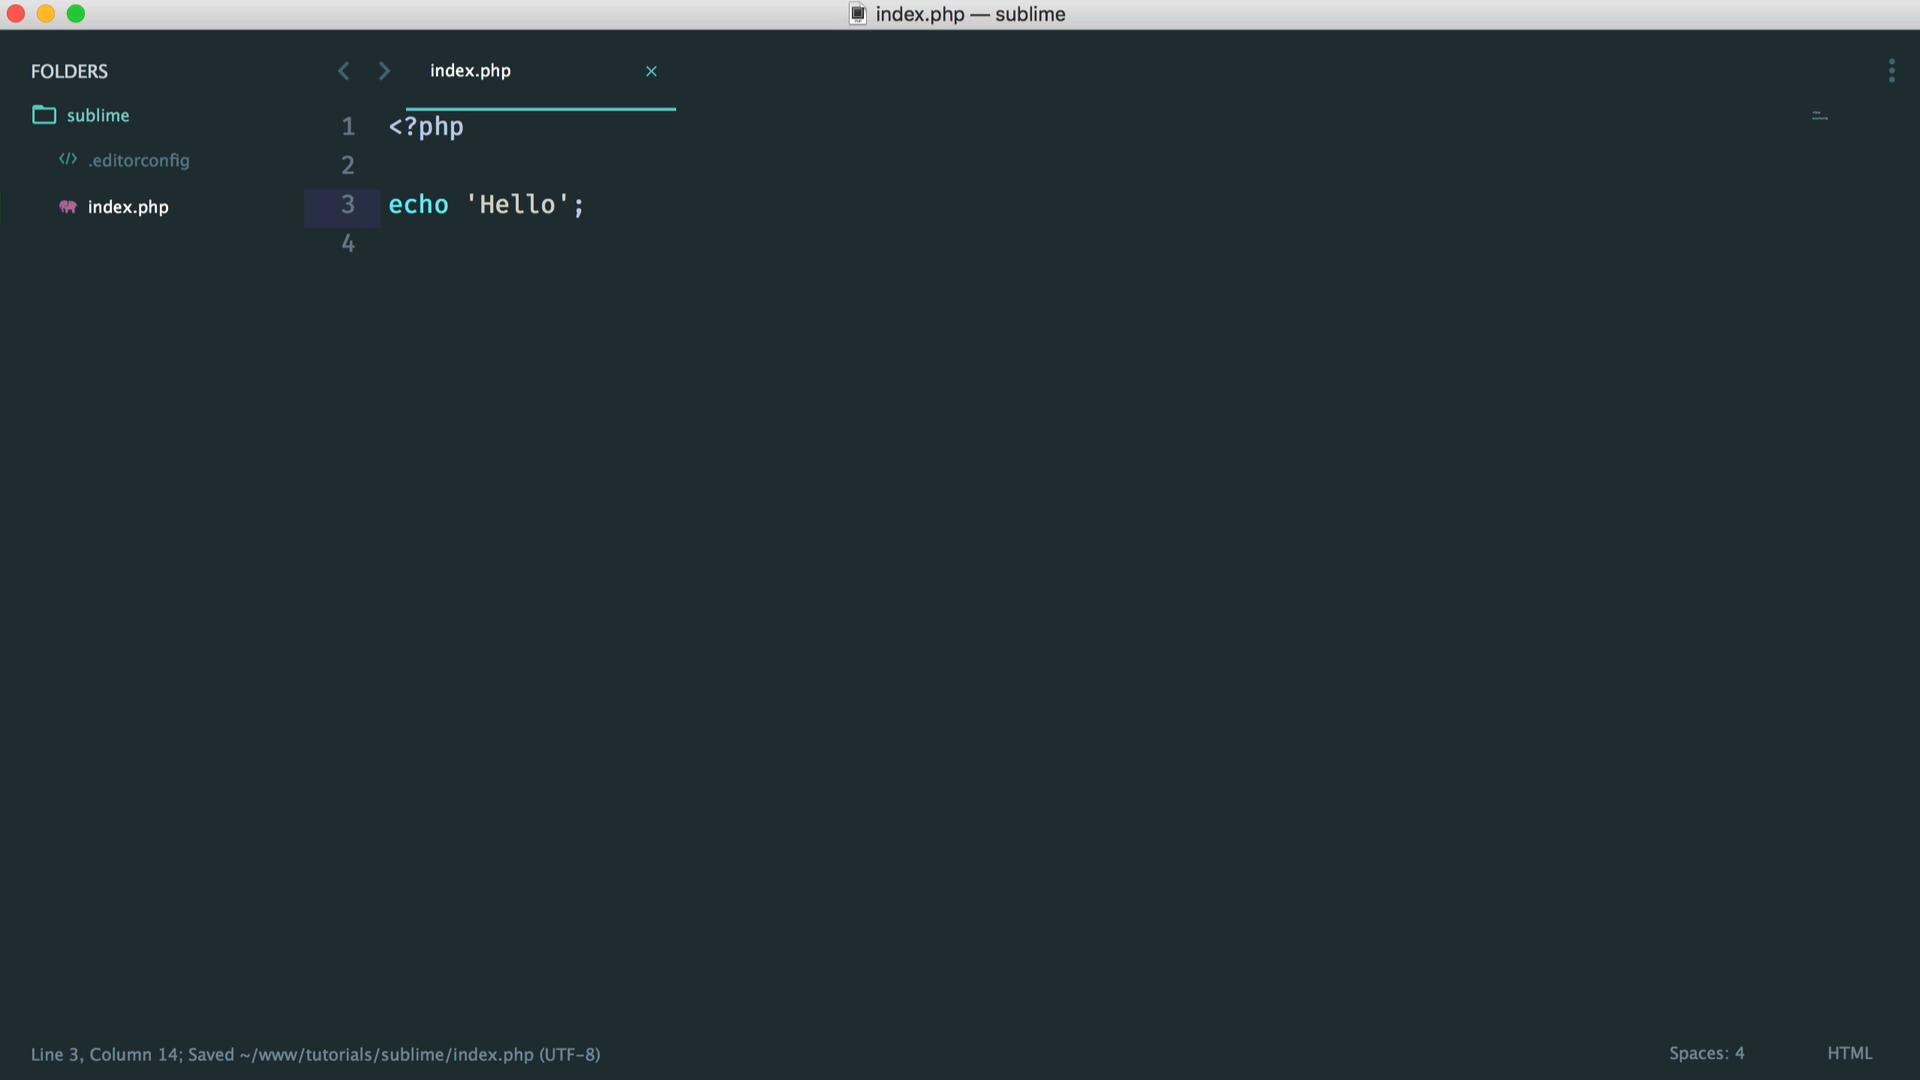 index.php — sublime
FOLDERS
sublime
.editorconfig
index.php
index.php
1 <?php
2
3 echo 'Hello';
4
Line 3, Column 14; Saved ~/www/tutorials/sublime/index.php (UTF-8)
Spaces: 4
HTML